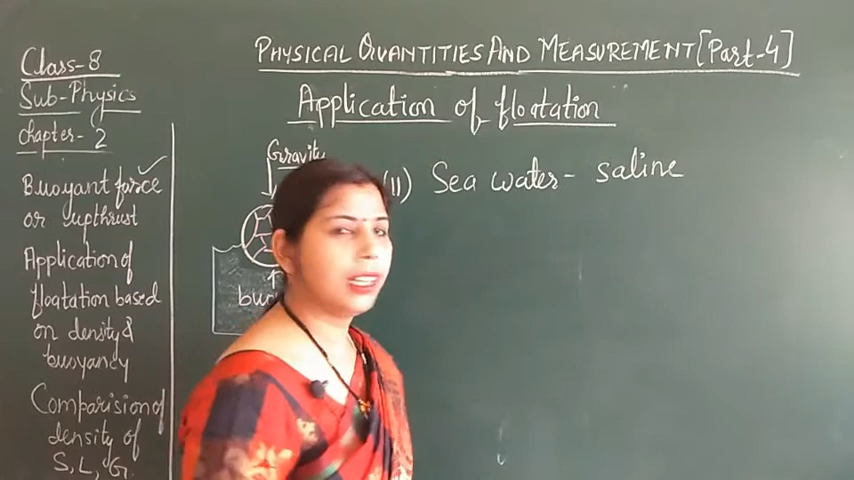 Class-8
Sub-Physics
chapter-2
Buoyant force
or upthrust
Application of
floatation based
on density &
buoyancy
Comparision of
density of
S, L, G
PHYSICAL QUANTITIES AND MEASUREMENT [Part-4]
Application of floatation
Gravity
(II) Sea water- saline